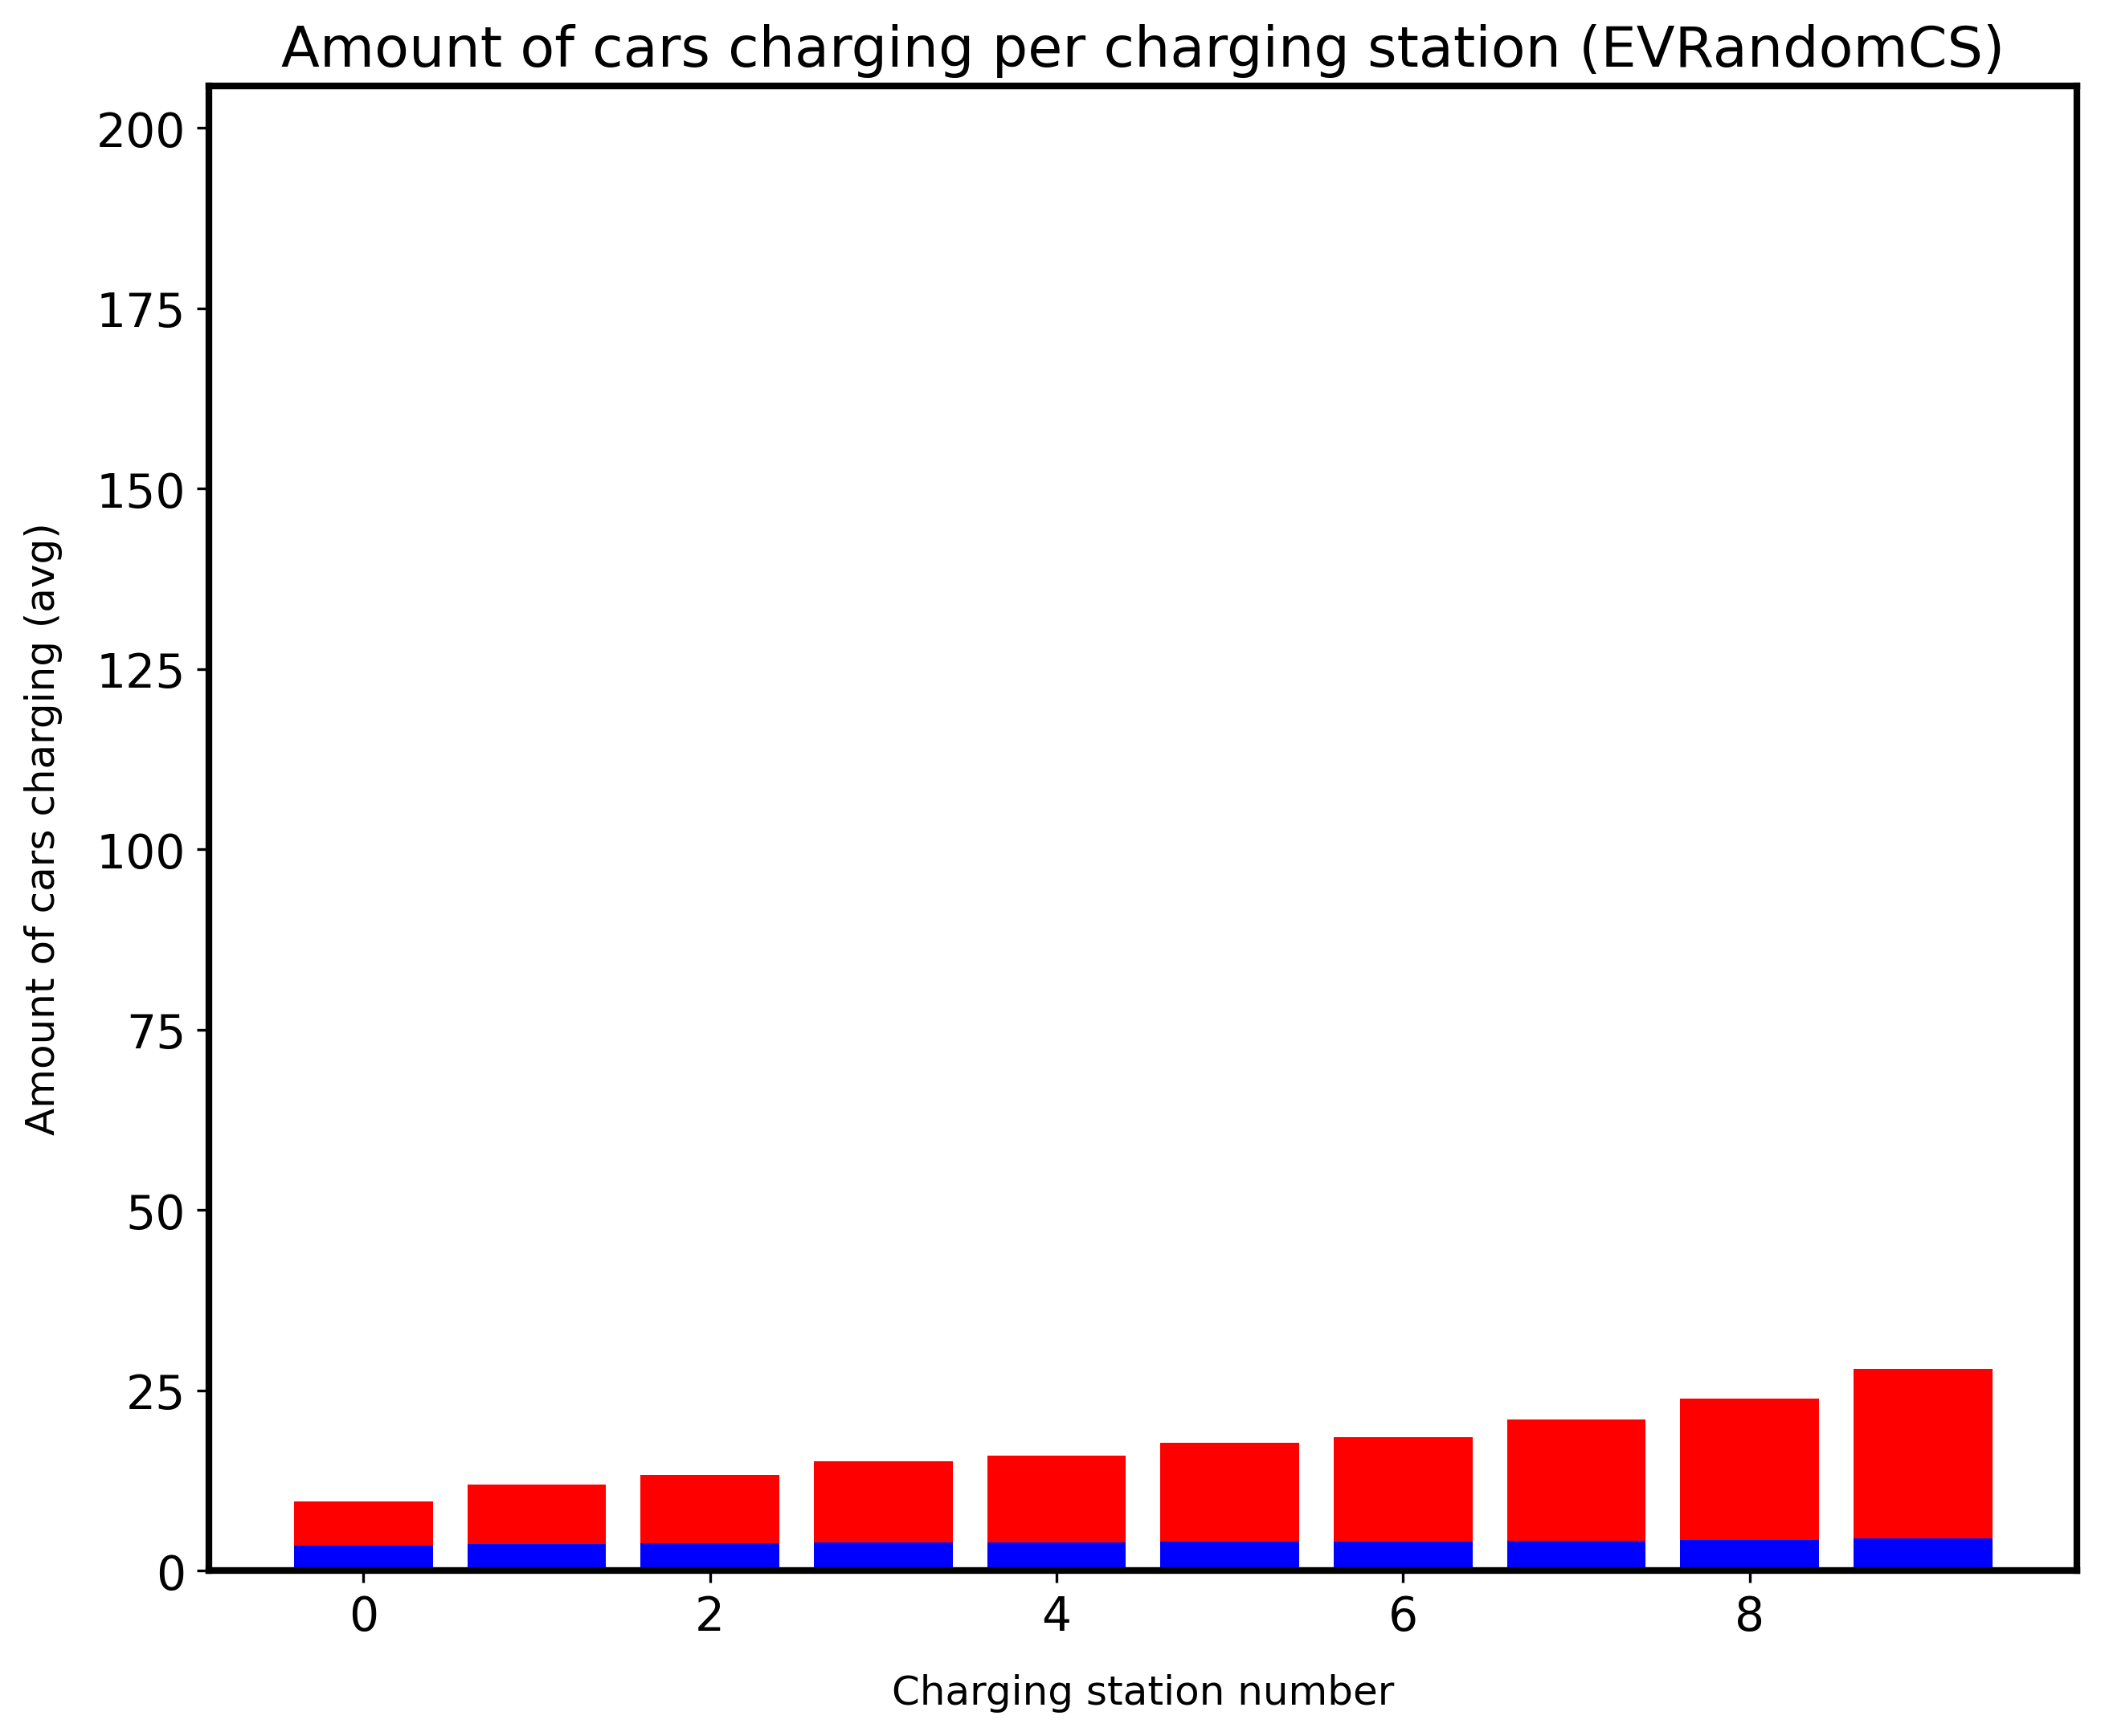 Amount of cars charging per charging station (EVRandomCS)
200
175
150
125
100
75
50
25
0
Amount of cars charging (avg)
0 2 4 6 8
Charging station number